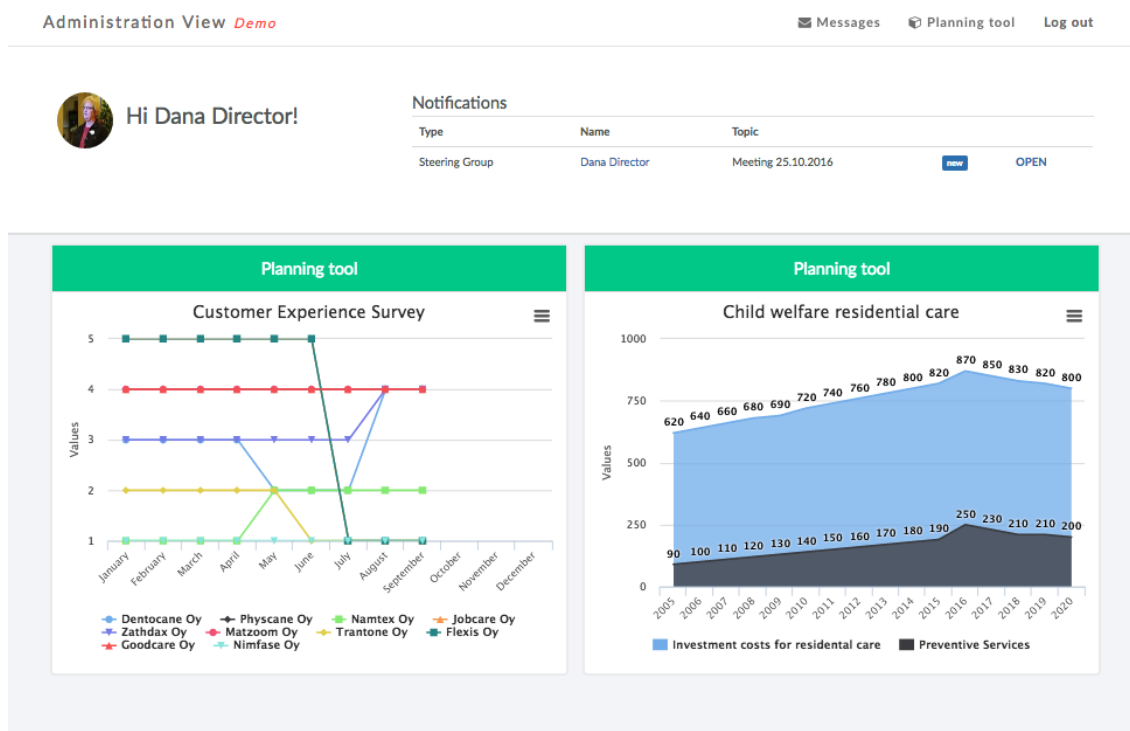 Administration View Demo
Messages Planning tool Log out
Hi Dana Director!
Notifications
Type Name Topic
Steering Group Dana Director Meeting 25.10.2016 new OPEN
Planning tool
Customer Experience Survey
Values
5
4
3
2
1
January February March April May June July August September October November December
Dentocane Oy Physcane Oy Namtex Oy Jobcare Oy
Zathdax Oy Matzoom Oy Trantone Oy Flexis Oy
Goodcare Oy Nimfase Oy
Planning tool
Child welfare residential care
Values
1000
750
500
250
0
620 640 660 680 690 720 740 760 780 800 820 870 850 830 820 800
90 100 110 120 130 140 150 160 170 180 190 250 230 210 210 200
2005 2006 2007 2008 2009 2010 2011 2012 2013 2014 2015 2016 2017 2018 2019 2020
Investment costs for residental care Preventive Services